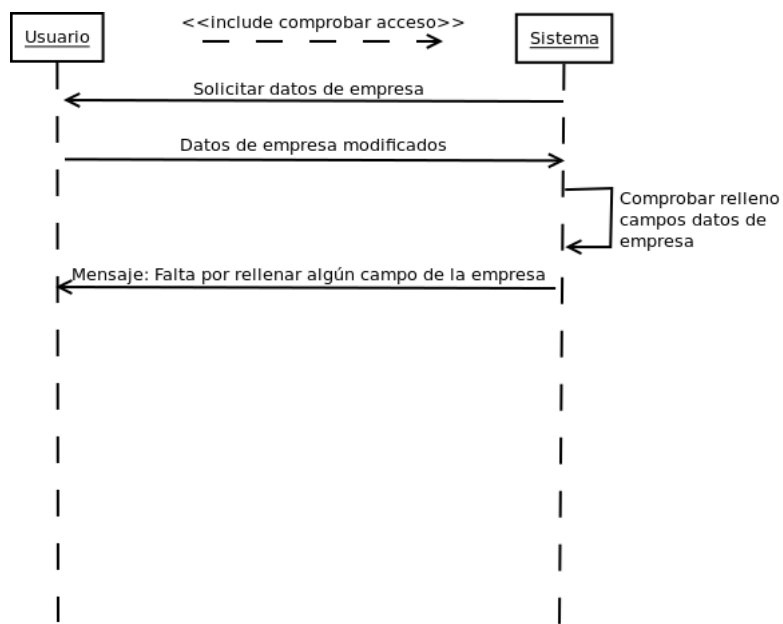 <<include comprobar acceso>>
Usuario
Sistema
Solicitar datos de empresa
Datos de empresa modificados
Comprobar relleno
campos datos de
empresa
Mensaje: Falta por rellenar algún campo de la empresa